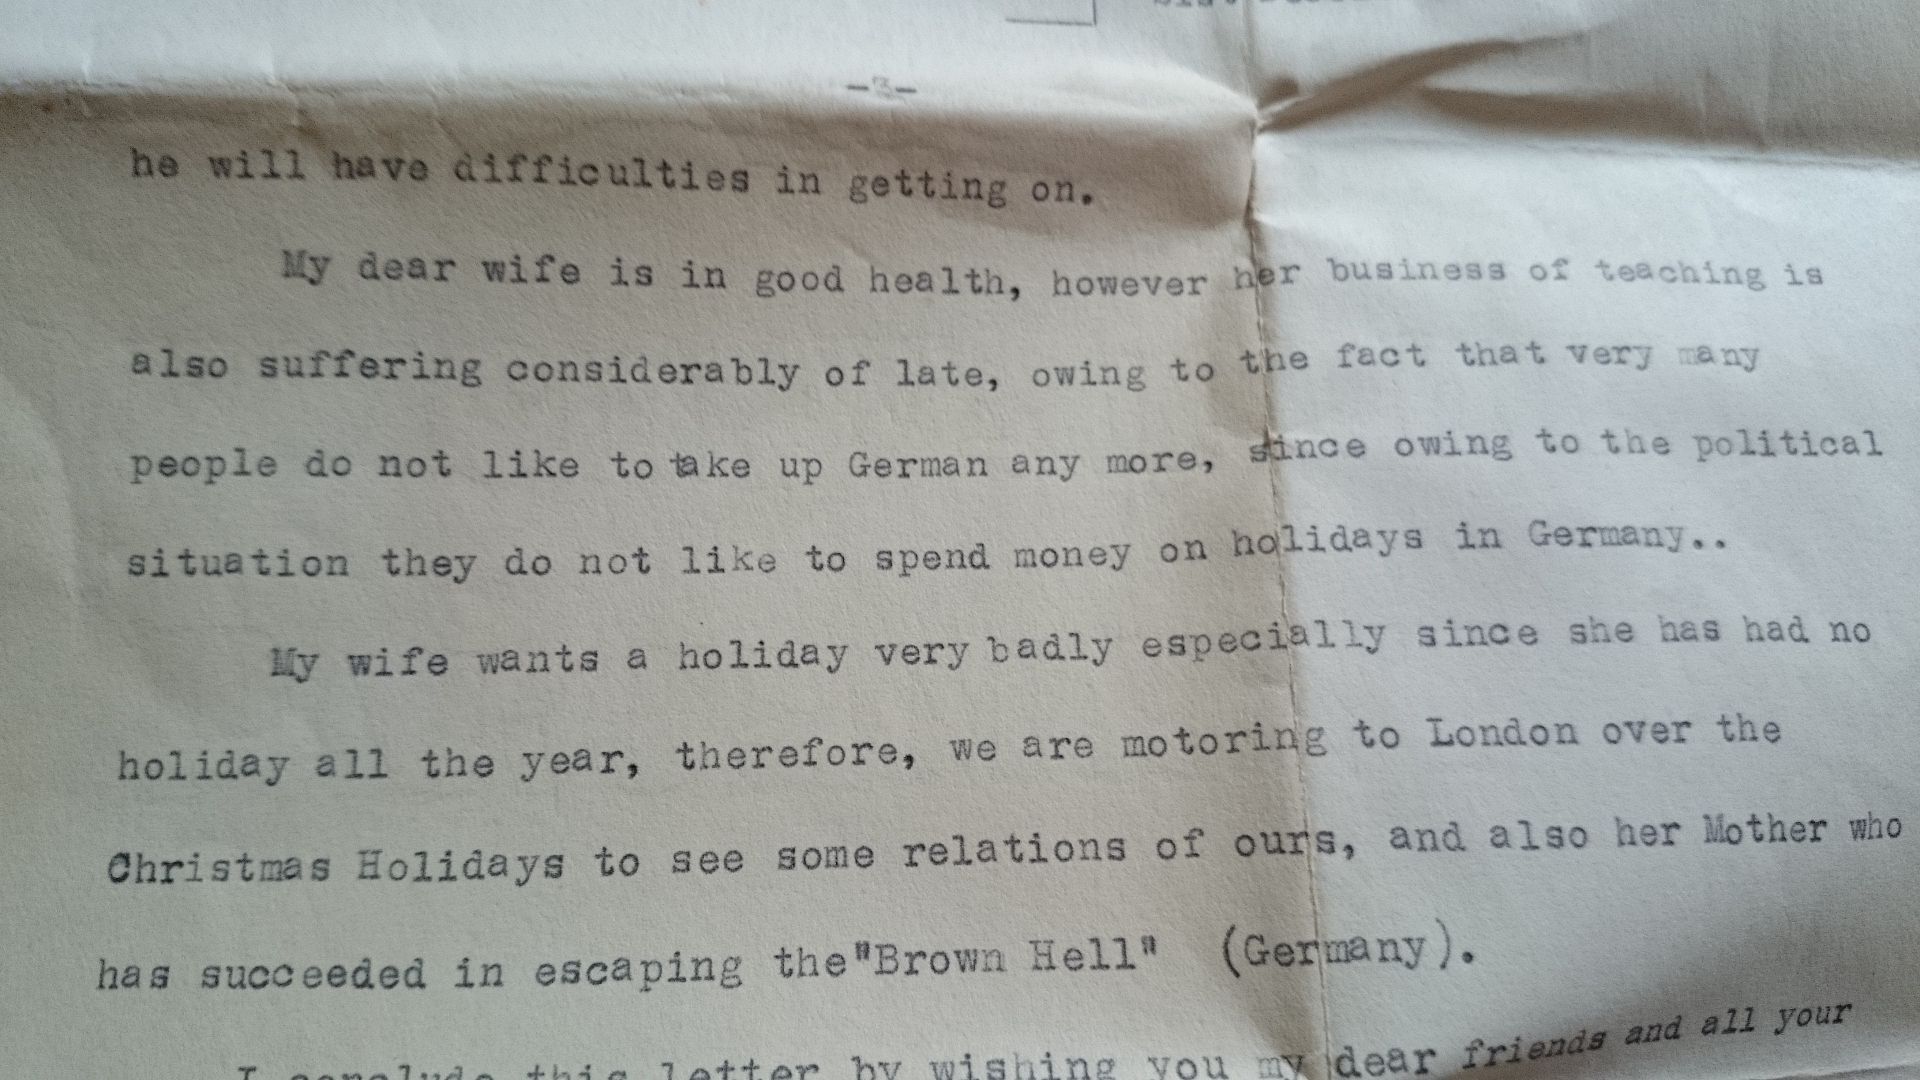 -3-
he will have difficulties in getting on.
My dear wife is in good health, however her business of teaching is
also suffering considerably of late, owing to the fact that very many
people do not like to take up German any more, since owing to the political
situation they do not like to spend money on holidays in Germany..
My wife wants a holiday very badly especially since she has had no
holiday all the year, therefore, we are motoring to London over the
Christmas Holidays to see some relations of ours, and also her Mother who
has succeeded in escaping the"Brown Hell" (Germany).
I conclude this letter by wishing you my dear friends and all your